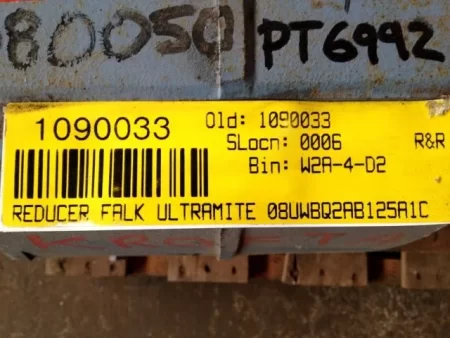 80050 PT6992
1090033
Old: 1090033
SLocn: 0006 R&R
Bin: W2A-4-D2
REDUCER FALK ULTRAMITE 08UWBQ2AB125A1C